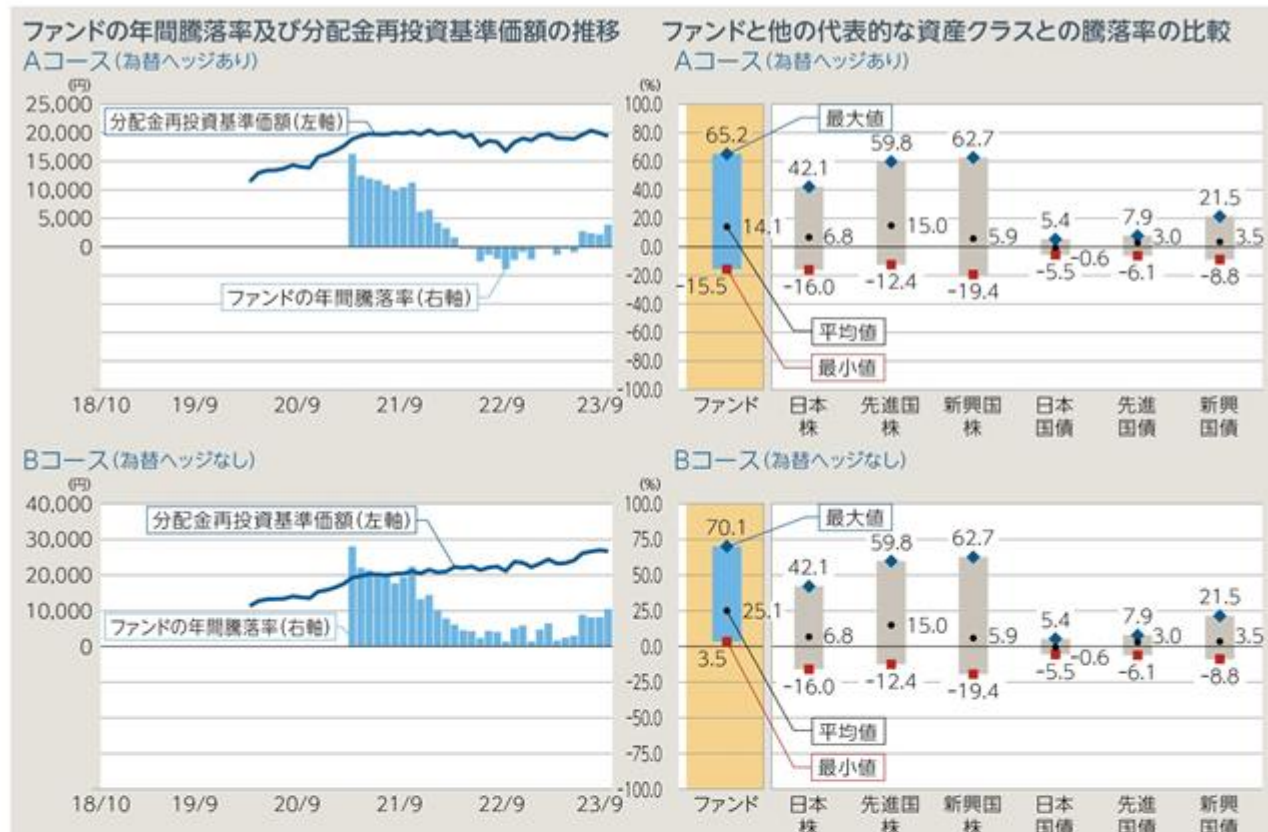 ファンドの年間騰落率及び分配金再投資基準価額の推移
Aコース(為替ヘッジあり)
(円)
25,000
20,000
15,000
10,000
5,000
0
分配金再投資基準価額(左軸)
ファンドの年間騰落率(右軸)
(%)
100.0
80.0
60.0
40.0
20.0
0.0
-20.0
-40.0
-60.0
-80.0
-100.0
18/10 19/9 20/9 21/9 22/9 23/9
ファンドと他の代表的な資産クラスとの騰落率の比較
Aコース(為替ヘッジあり)
最大値
平均値
最小値
65.2 42.1 59.8 62.7 5.4 7.9 21.5
14.1 6.8 15.0 5.9 -0.6 3.0 3.5
-15.5 -16.0 -12.4 -19.4 -5.5 -6.1 -8.8
ファンド 日本 先進国 新興国 日本 先進 新興
株 株 株 国債 国債 国債
Bコース(為替ヘッジなし)
(円)
40,000
30,000
20,000
10,000
0
分配金再投資基準価額(左軸)
ファンドの年間騰落率(右軸)
(%)
100.0
75.0
50.0
25.0
0.0
-25.0
-50.0
-75.0
-100.0
18/10 19/9 20/9 21/9 22/9 23/9
Bコース(為替ヘッジなし)
最大値
平均値
最小値
70.1 42.1 59.8 62.7 5.4 7.9 21.5
25.1 6.8 15.0 5.9 -0.6 3.0 3.5
3.5 -16.0 -12.4 -19.4 -5.5 -6.1 -8.8
ファンド 日本 先進国 新興国 日本 先進 新興
株 株 株 国債 国債 国債